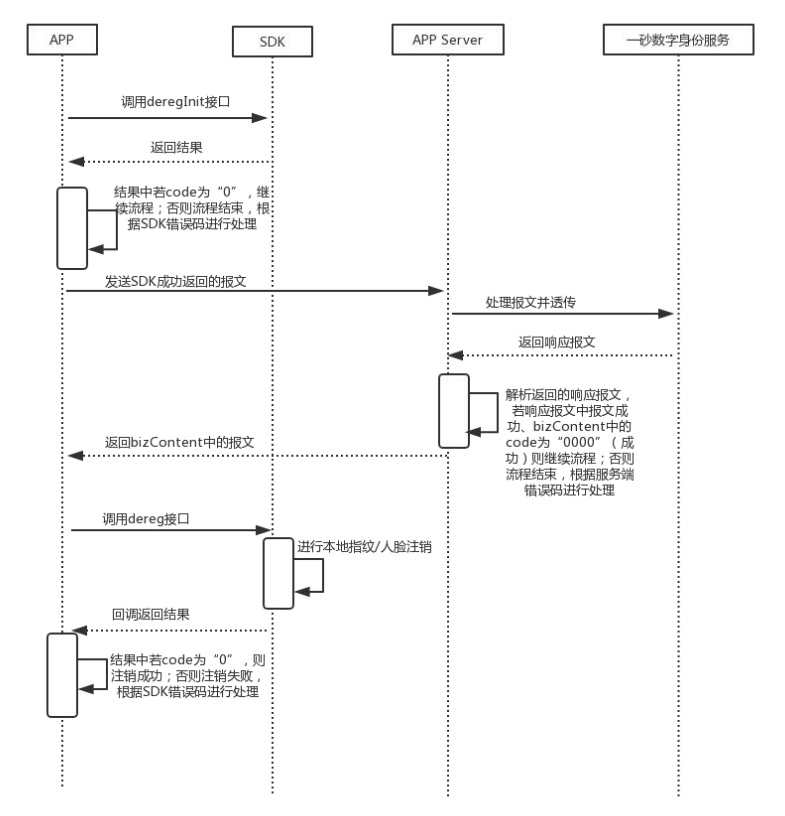 APP
SDK
APP Server
一砂数字身份服务
调用deregInit接口
返回结果
结果中若code为“0”，继
续流程；否则流程结束，根
据SDK错误码进行处理
发送SDK成功返回的报文
处理报文并透传
返回响应报文
解析返回的响应报文，
若响应报文中报文成
功、bizContent中的
code为“0000”（成
功）则继续流程；否则
流程结束，根据服务端
错误码进行处理
返回bizContent中的报文
调用dereg接口
进行本地指纹/人脸注销
回调返回结果
结果中若code为“0”，则
注销成功；否则注销失败，
根据SDK错误码进行处理